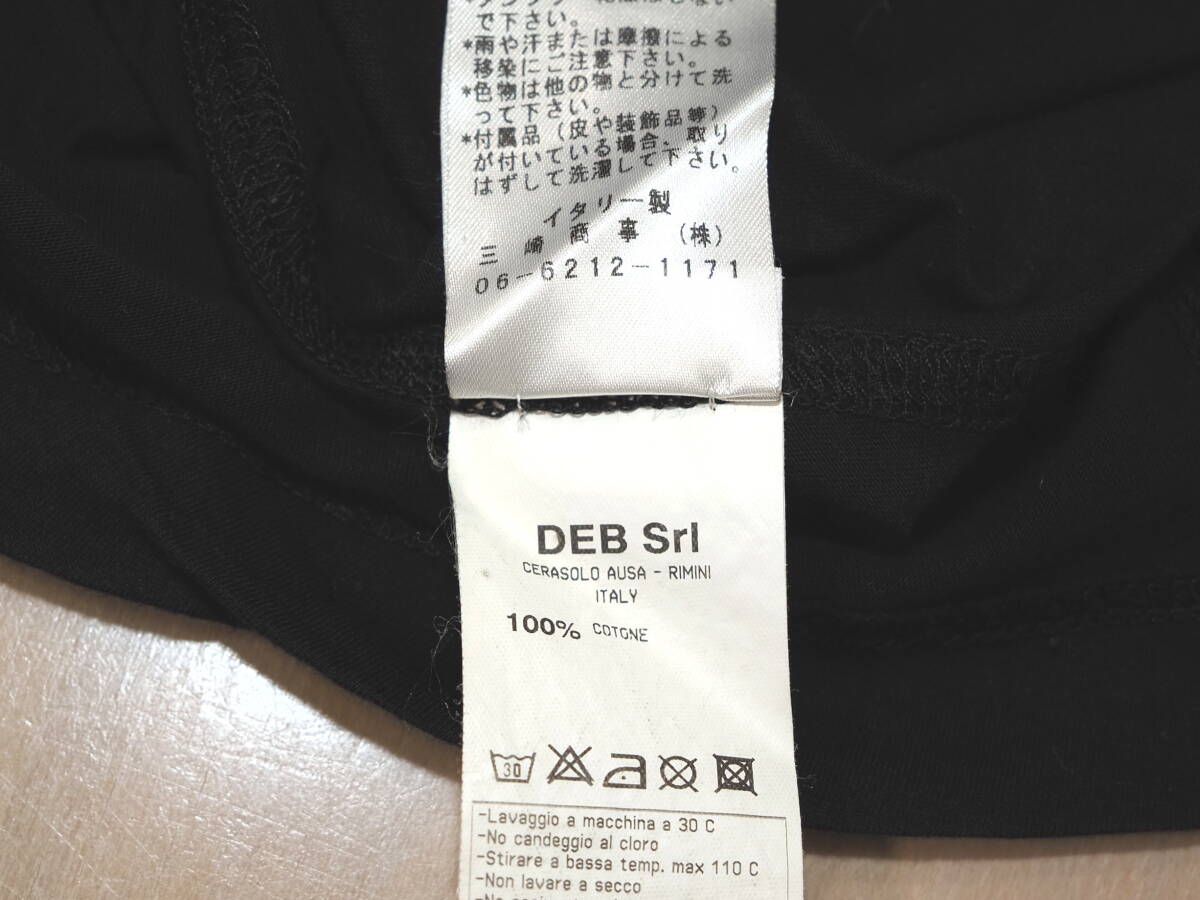 で下さい。
*雨や汗または摩擦による
移染にご注意下さい。
*色物は他の物と分けて洗
って下さい。
*付属品（皮や装飾品等）
が付いている場合、取り
はずして洗濯して下さい。
イタリー製
三崎商事（株）
06-6212-1171
DEB Srl
CERASOLO AUSA - RIMINI
ITALY
100% COTONE
30
-Lavaggio a macchina a 30 C
-No candeggio al cloro
-Stirare a bassa temp. max 110 C
-Non lavare a secco